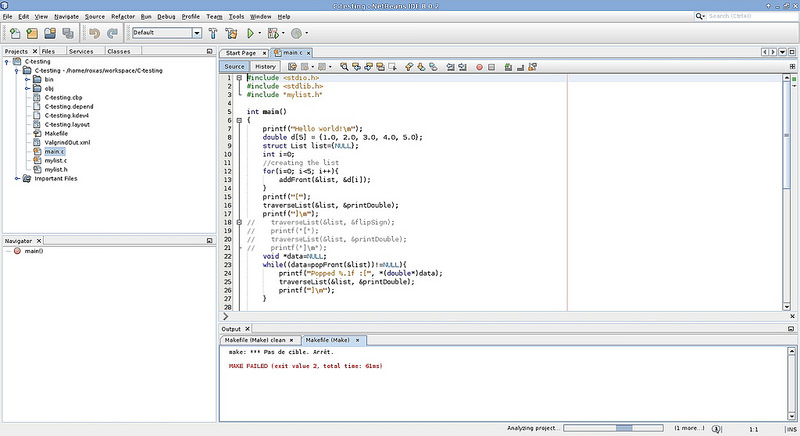 C-testing - NetBeans IDE 8.0.2
File Edit View Navigate Source Refactor Run Debug Profile Team Tools Window Help
Search (Ctrl+I)
Default
Projects Files Services Classes
C-testing
C-testing - /home/roxas/workspace/C-testing
bin
obj
C-testing.cbp
C-testing.depend
C-testing.kdev4
C-testing.layout
Makefile
ValgrindOut.xml
main.c
mylist.c
mylist.h
Important Files
Navigator
main()
Start Page main.c
Source History
1 #include <stdio.h>
2 #include <stdlib.h>
3 #include "mylist.h"
4
5 int main()
6 {
7 printf("Hello world!\n");
8 double d[5] = {1.0, 2.0, 3.0, 4.0, 5.0};
9 struct List list={NULL};
10 int i=0;
11 //creating the list
12 for(i=0; i<5; i++){
13 addFront(&list, &d[i]);
14 }
15 printf("[");
16 traverseList(&list, &printDouble);
17 printf("]\n");
18 // traverseList(&list, &flipSign);
19 // printf("[");
20 // traverseList(&list, &printDouble);
21 // printf("]\n");
22 void *data=NULL;
23 while((data=popFront(&list))!=NULL){
24 printf("Popped %.1f :[", *(double*)data);
25 traverseList(&list, &printDouble);
26 printf("]\n");
27 }
28
Output
Makefile (Make) clean Makefile (Make)
make: *** Pas de cible. Arrêt.
MAKE FAILED (exit value 2, total time: 61ms)
Analyzing project... (1 more...) 1:1 INS